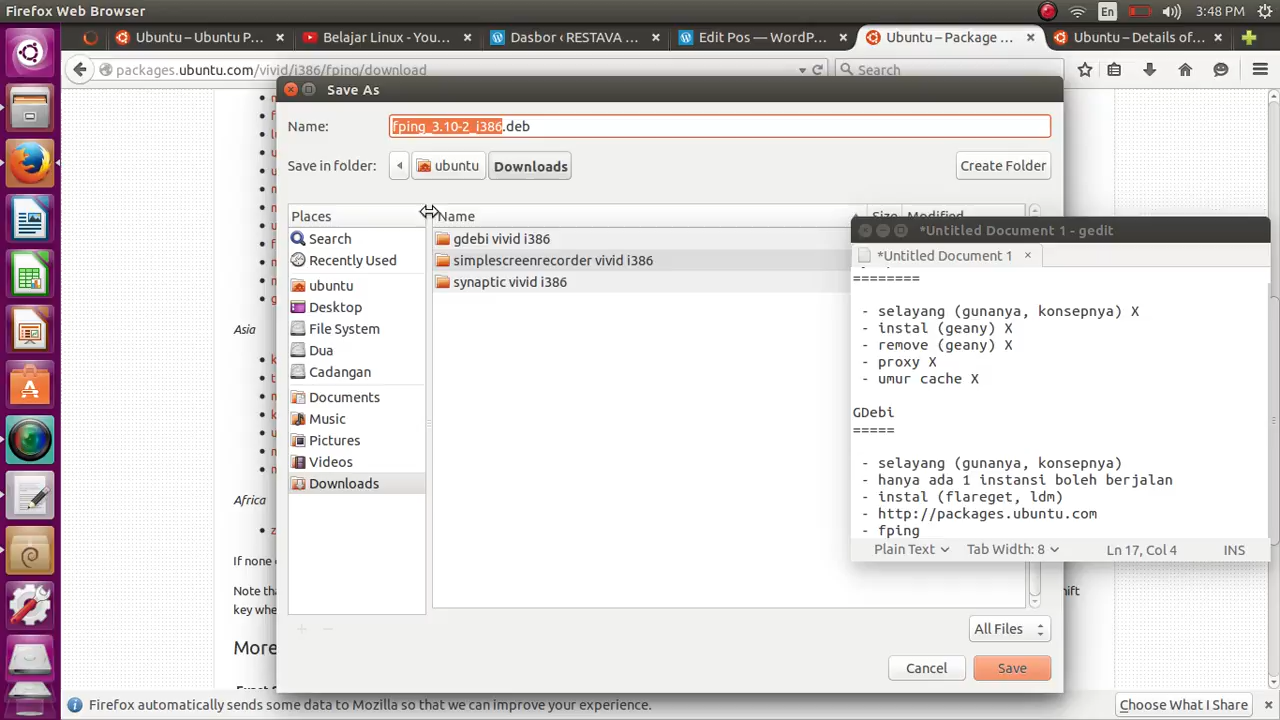 Firefox Web Browser
En
3:48 PM
Ubuntu – Ubuntu P...
Belajar Linux - You...
Dasbor ‹ RESTAVA ...
Edit Pos — WordP...
Ubuntu – Package ...
Ubuntu – Details of...
packages.ubuntu.com/vivid/i386/fping/download
Search
Save As
Name:
fping_3.10-2_i386.deb
Save in folder:
ubuntu
Downloads
Create Folder
Places
Name
Size
Modified
Search
Recently Used
ubuntu
Desktop
File System
Dua
Cadangan
Documents
Music
Pictures
Videos
Downloads
gdebi vivid i386
simplescreenrecorder vivid i386
synaptic vivid i386
All Files
Cancel
Save
*Untitled Document 1 - gedit
*Untitled Document 1
========
- selayang (gunanya, konsepnya) X
- instal (geany) X
- remove (geany) X
- proxy X
- umur cache X
GDebi
=====
- selayang (gunanya, konsepnya)
- hanya ada 1 instansi boleh berjalan
- instal (flareget, ldm)
- http://packages.ubuntu.com
- fping
Plain Text
Tab Width: 8
Ln 17, Col 4
INS
Asia
Africa
If none
Note tha
key whe
More
Firefox automatically sends some data to Mozilla so that we can improve your experience.
Choose What I Share